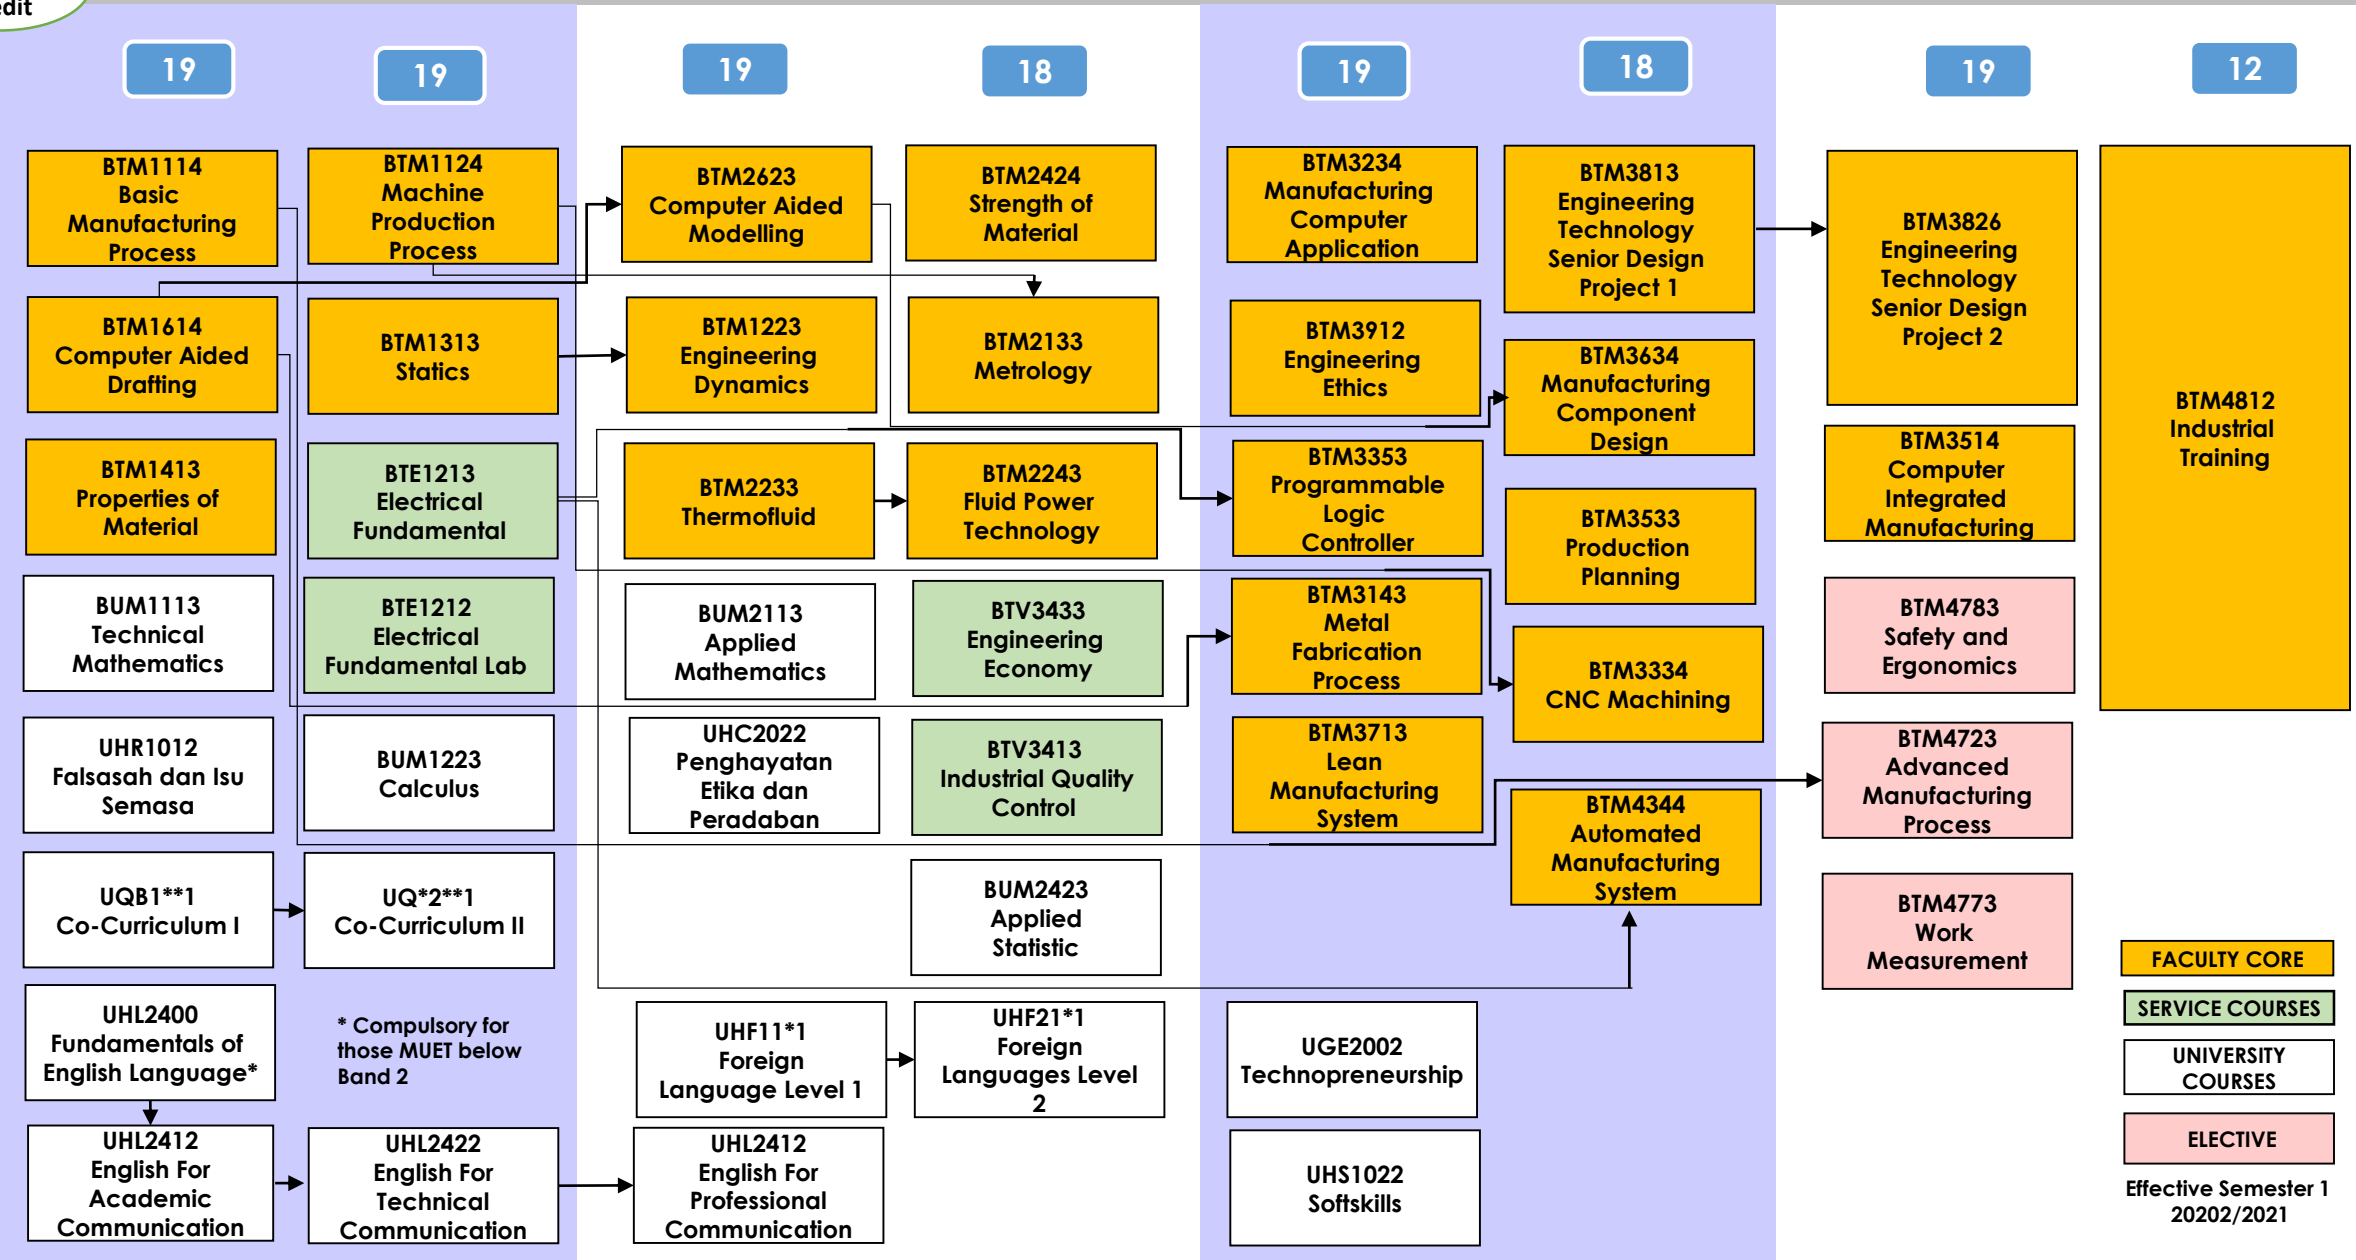 edit
19
19
19
18
19
18
19
12
BTM1114
Basic
Manufacturing
Process
BTM1614
Computer Aided
Drafting
BTM1413
Properties of
Material
BUM1113
Technical
Mathematics
UHR1012
Falsasah dan Isu
Semasa
UQB1**1
Co-Curriculum I
UHL2400
Fundamentals of
English Language*
UHL2412
English For
Academic
Communication
BTM1124
Machine
Production
Process
BTM1313
Statics
BTE1213
Electrical
Fundamental
BTE1212
Electrical
Fundamental Lab
BUM1223
Calculus
UQ*2**1
Co-Curriculum II
* Compulsory for
those MUET below
Band 2
UHL2422
English For
Technical
Communication
BTM2623
Computer Aided
Modelling
BTM1223
Engineering
Dynamics
BTM2233
Thermofluid
BUM2113
Applied
Mathematics
UHC2022
Penghayatan
Etika dan
Peradaban
UHF11*1
Foreign
Language Level 1
UHL2412
English For
Professional
Communication
BTM2424
Strength of
Material
BTM2133
Metrology
BTM2243
Fluid Power
Technology
BTV3433
Engineering
Economy
BTV3413
Industrial Quality
Control
BUM2423
Applied
Statistic
UHF21*1
Foreign
Languages Level
2
BTM3234
Manufacturing
Computer
Application
BTM3912
Engineering
Ethics
BTM3353
Programmable
Logic
Controller
BTM3143
Metal
Fabrication
Process
BTM3713
Lean
Manufacturing
System
UGE2002
Technopreneurship
UHS1022
Softskills
BTM3813
Engineering
Technology
Senior Design
Project 1
BTM3634
Manufacturing
Component
Design
BTM3533
Production
Planning
BTM3334
CNC Machining
BTM4344
Automated
Manufacturing
System
BTM3826
Engineering
Technology
Senior Design
Project 2
BTM3514
Computer
Integrated
Manufacturing
BTM4783
Safety and
Ergonomics
BTM4723
Advanced
Manufacturing
Process
BTM4773
Work
Measurement
BTM4812
Industrial
Training
FACULTY CORE
SERVICE COURSES
UNIVERSITY
COURSES
ELECTIVE
Effective Semester 1
20202/2021